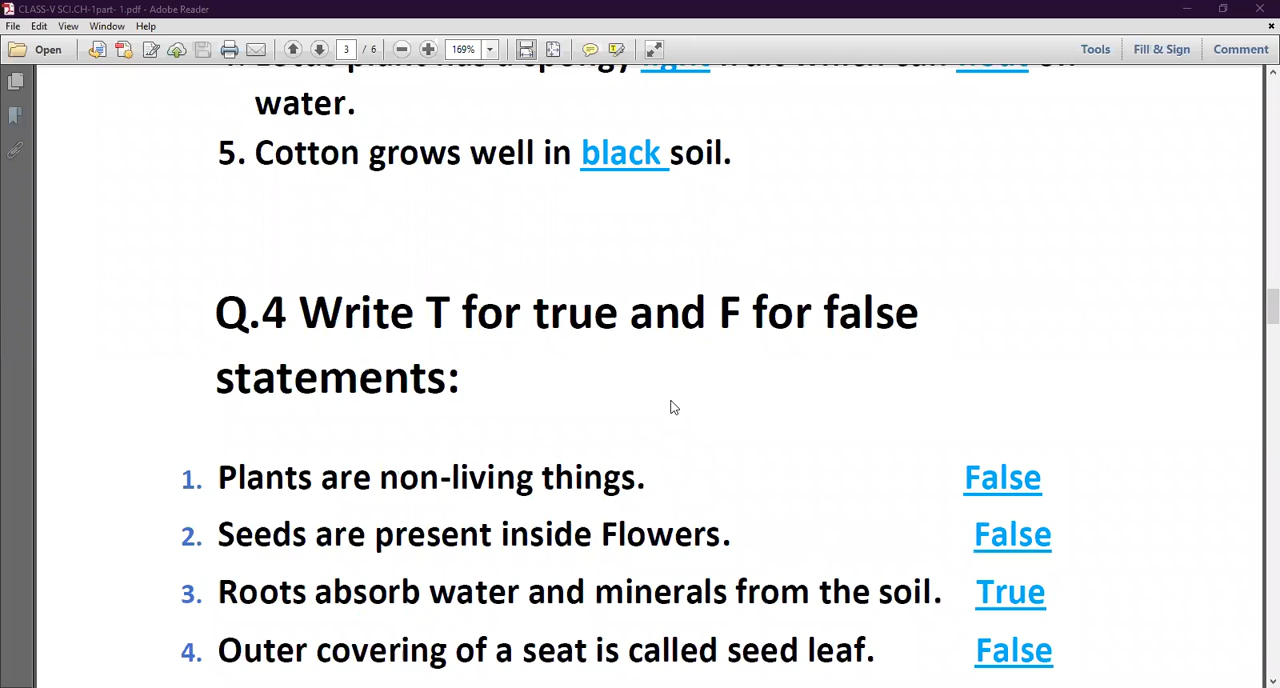 CLASS-V SCI.CH-1part- 1.pdf - Adobe Reader
File Edit View Window Help
Open 3 / 6 169% Tools Fill & Sign Comment
water.
5. Cotton grows well in black soil.
Q.4 Write T for true and F for false
statements:
1. Plants are non-living things. False
2. Seeds are present inside Flowers. False
3. Roots absorb water and minerals from the soil. True
4. Outer covering of a seat is called seed leaf. False